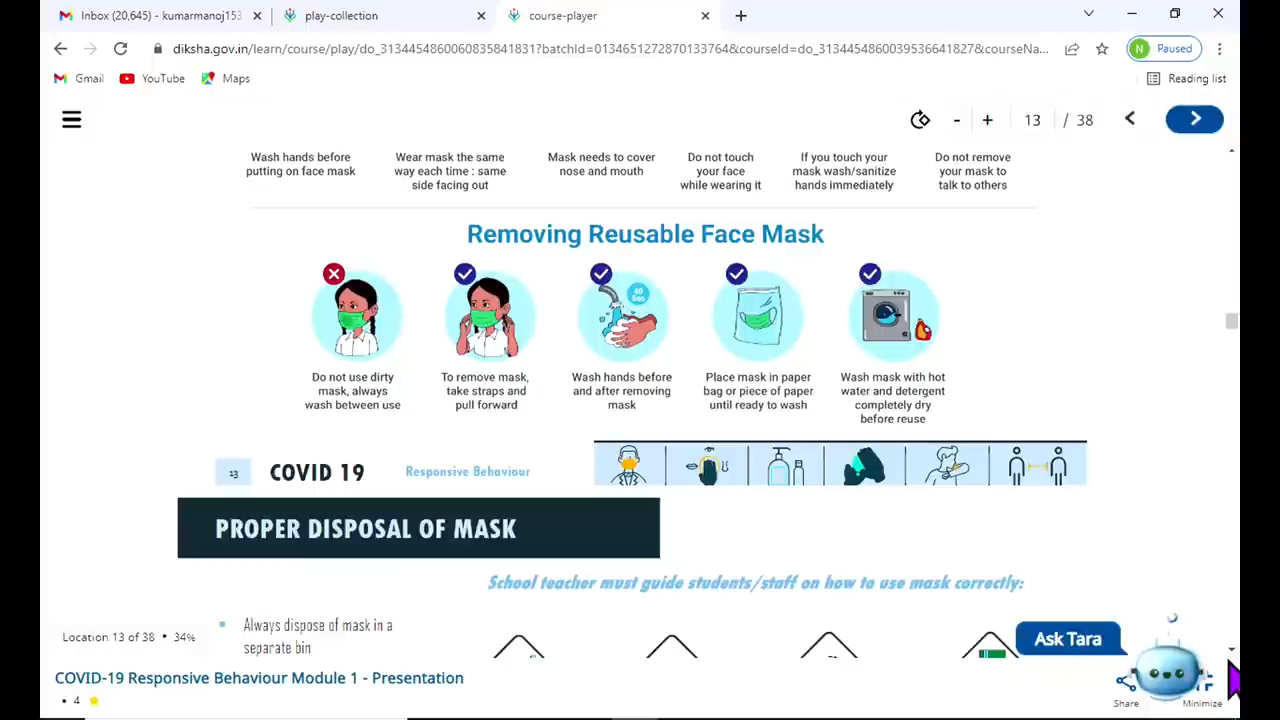 Inbox (20,645) - kumarmanoj153
play-collection
course-player
diksha.gov.in/learn/course/play/do_3134454860060835841831?batchId=0134651272870133764&courseId=do_3134454860039536641827&courseNa...
Paused
N
Gmail
YouTube
Maps
Reading list
- + 13 / 38
Wash hands before
putting on face mask
Wear mask the same
way each time : same
side facing out
Mask needs to cover
nose and mouth
Do not touch
your face
while wearing it
If you touch your
mask wash/sanitize
hands immediately
Do not remove
your mask to
talk to others
Removing Reusable Face Mask
40
Sec
Do not use dirty
mask, always
wash between use
To remove mask,
take straps and
pull forward
Wash hands before
and after removing
mask
Place mask in paper
bag or piece of paper
until ready to wash
Wash mask with hot
water and detergent
completely dry
before reuse
13
COVID 19
Responsive Behaviour
PROPER DISPOSAL OF MASK
School teacher must guide students/staff on how to use mask correctly:
Always dispose of mask in a
separate bin
Location 13 of 38 • 34%
Ask Tara
COVID-19 Responsive Behaviour Module 1 - Presentation
• 4
Share
Minimize